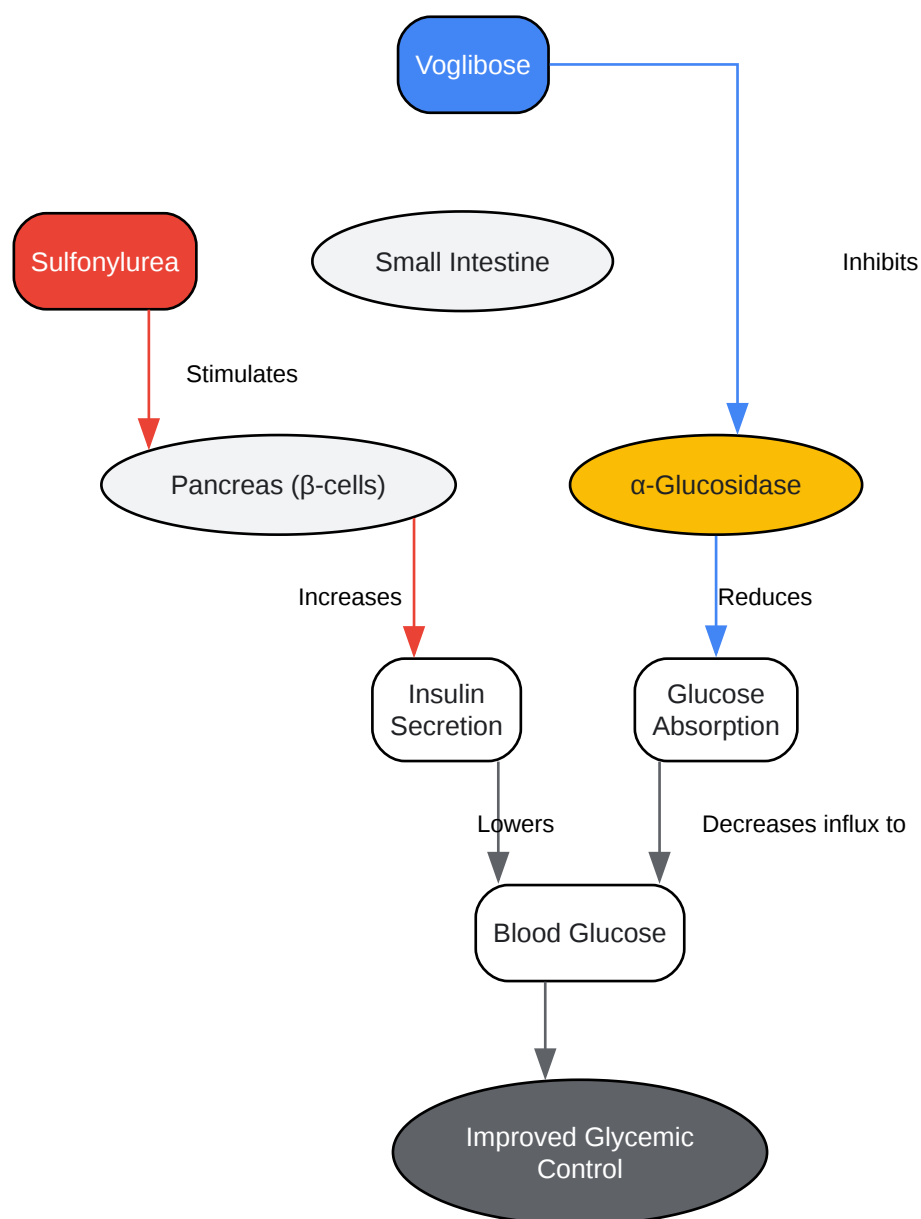 Voglibose
Sulfonylurea
Small Intestine
Inhibits
Stimulates
Pancreas (β-cells)
α-Glucosidase
Increases
Reduces
Insulin
Secretion
Glucose
Absorption
Lowers
Decreases influx to
Blood Glucose
Improved Glycemic
Control